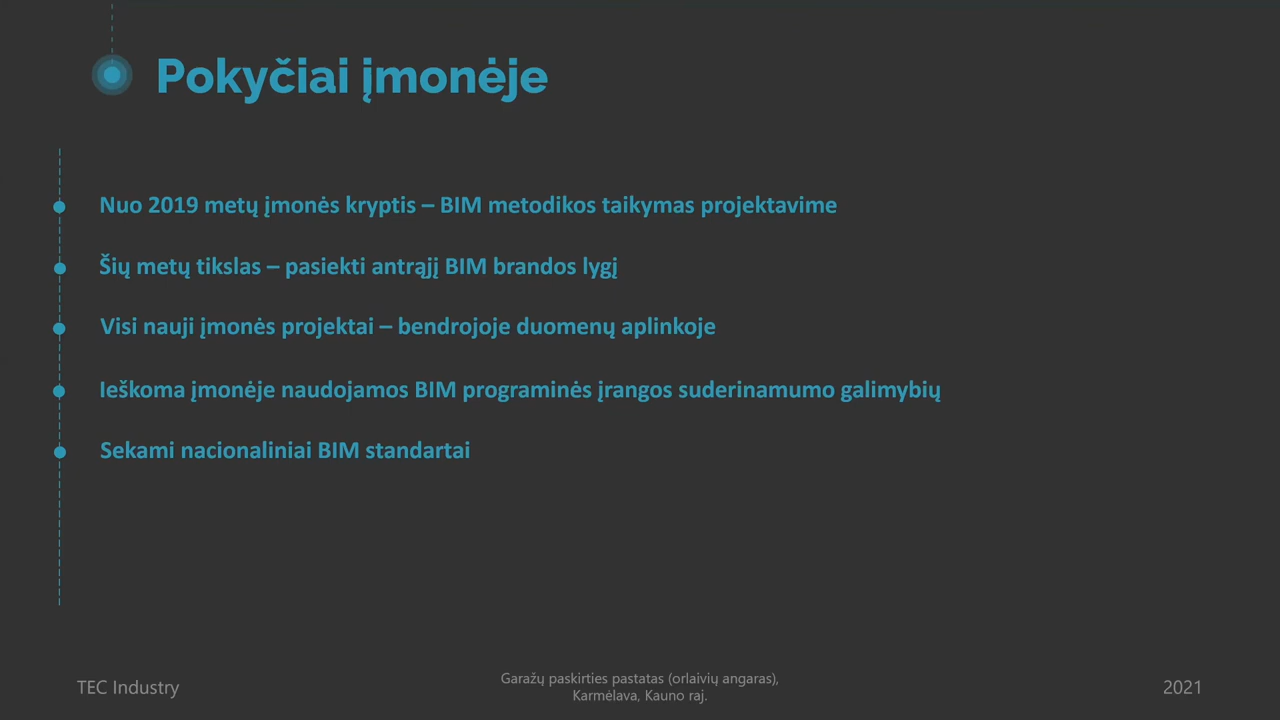 Pokyčiai įmonėje
Nuo 2019 metų įmonės kryptis – BIM metodikos taikymas projektavime
Šių metų tikslas – pasiekti antrąjį BIM brandos lygį
Visi nauji įmonės projektai – bendrojoje duomenų aplinkoje
Ieškoma įmonėje naudojamos BIM programinės įrangos suderinamumo galimybių
Sekami nacionaliniai BIM standartai
TEC Industry
Garažų paskirties pastatas (orlaivių angaras),
Karmėlava, Kauno raj.
2021